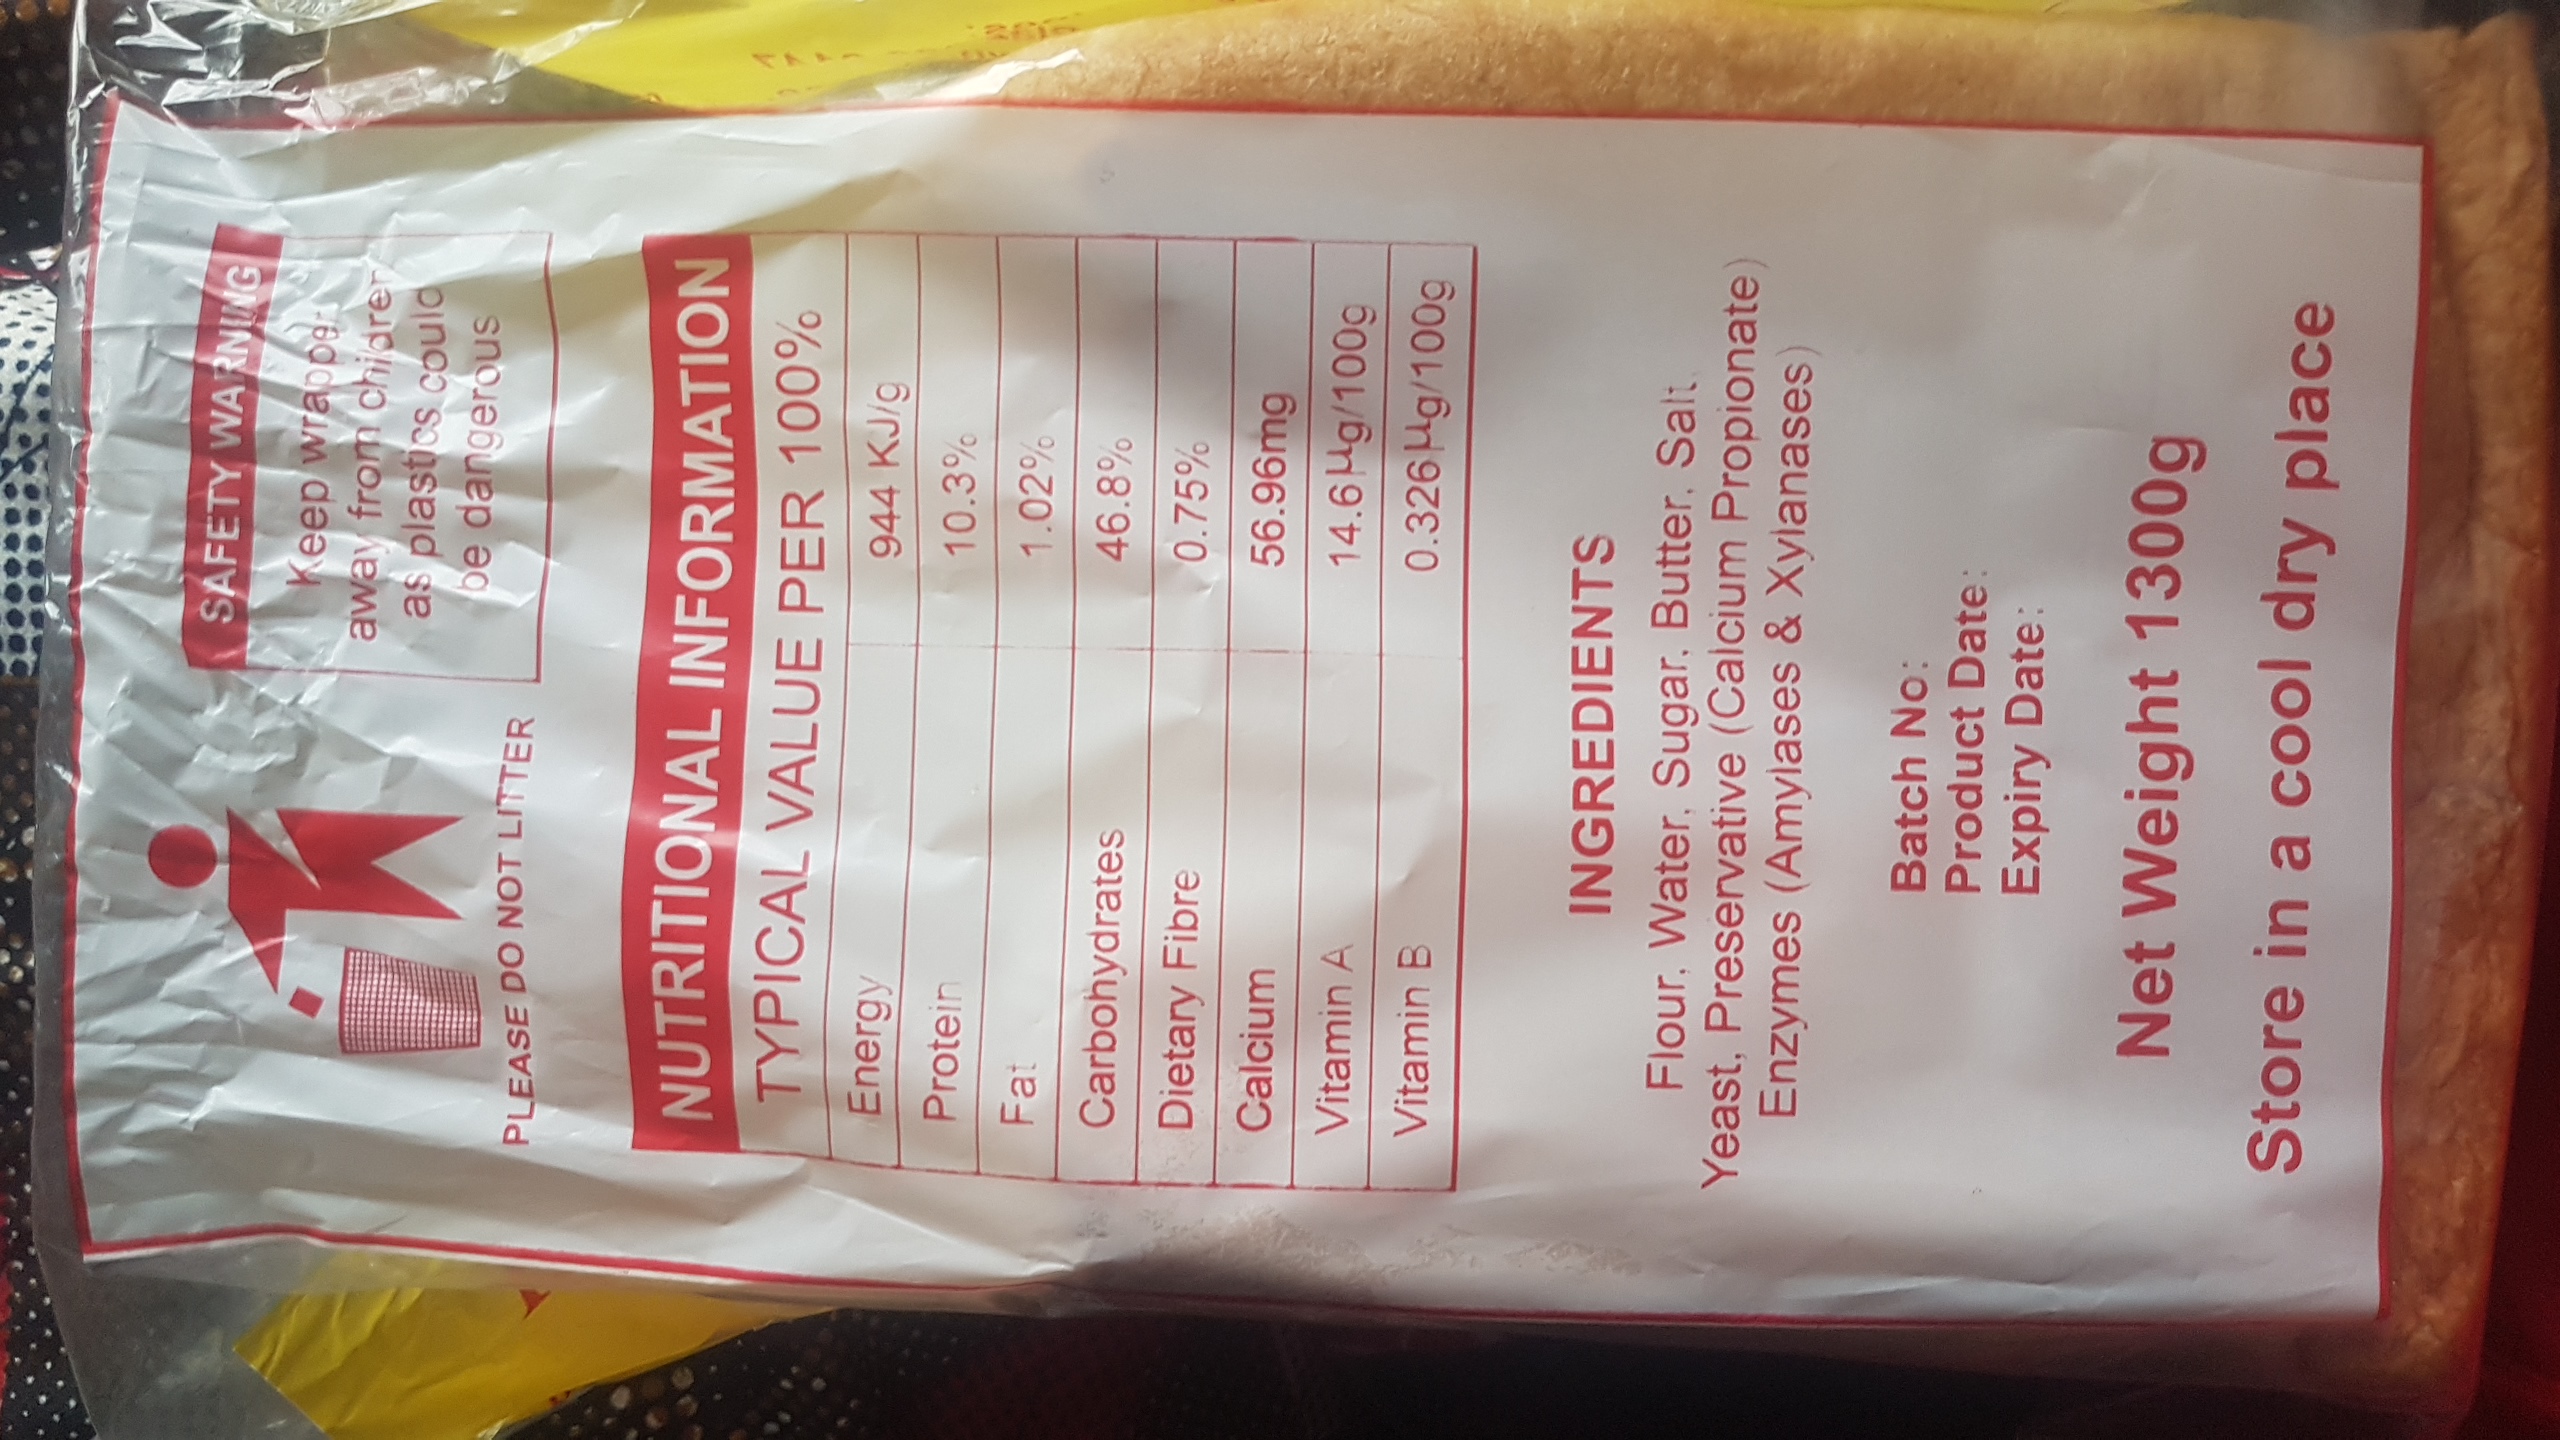 PLEASE DO NOT LITTER
SAFETY WARNING
Keep wrapper
away from children
as plastics could
be dangerous
NUTRITIONAL INFORMATION
TYPICAL VALUE PER 100%
Energy 944 KJ/g
Protein 10.3%
Fat 1.02%
Carbohydrates 46.8%
Dietary Fibre 0.75%
Calcium 56.96mg
Vitamin A 14.6µg/100g
Vitamin B 0.326µg/100g
INGREDIENTS
Flour, Water, Sugar, Butter, Salt,
Yeast, Preservative (Calcium Propionate)
Enzymes (Amylases & Xylanases)
Batch No:
Product Date:
Expiry Date:
Net Weight 1300g
Store in a cool dry place